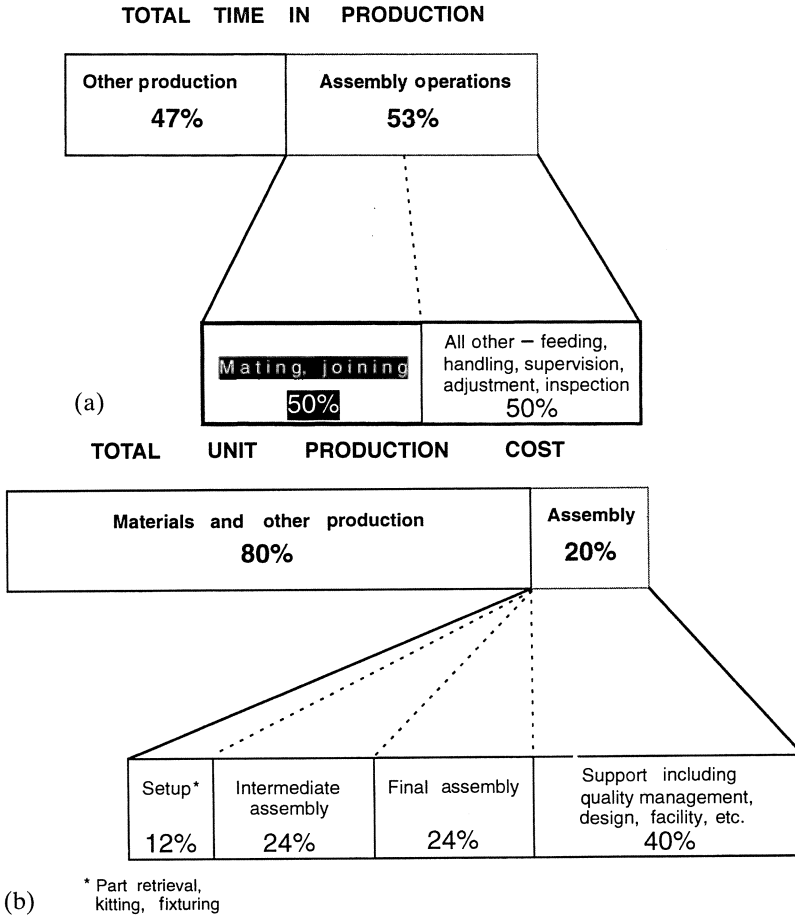 TOTAL TIME IN PRODUCTION
Other production
47%
Assembly operations
53%
Mating, joining
50%
All other – feeding,
handling, supervision,
adjustment, inspection
50%
(a)
TOTAL UNIT PRODUCTION COST
Materials and other production
80%
Assembly
20%
Setup*
12%
Intermediate
assembly
24%
Final assembly
24%
Support including
quality management,
design, facility, etc.
40%
* Part retrieval,
kitting, fixturing
(b)